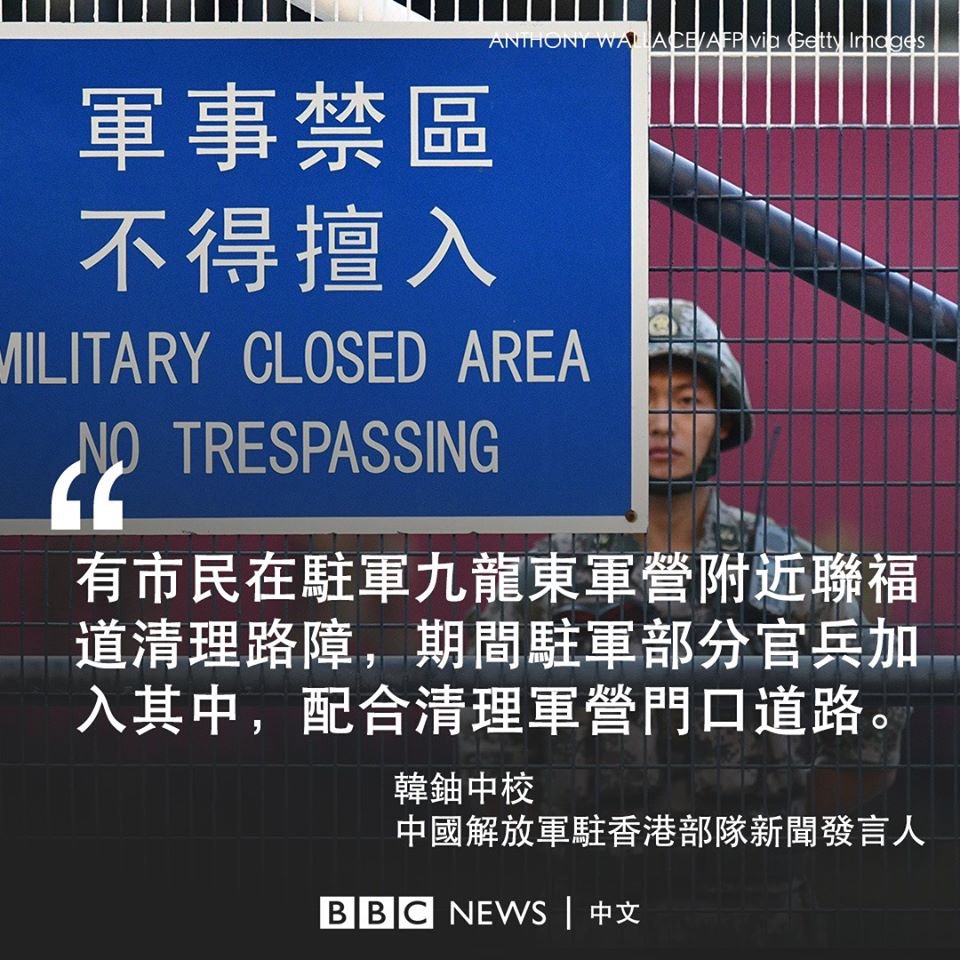 ANTHONY WALLACE/AFP via Getty Images
軍事禁區
不得擅入
MILITARY CLOSED AREA
NO TRESPASSING
“
有市民在駐軍九龍東軍營附近聯福
道清理路障，期間駐軍部分官兵加
入其中，配合清理軍營門口道路。
韓鈾中校
中國解放軍駐香港部隊新聞發言人
BBC NEWS | 中文